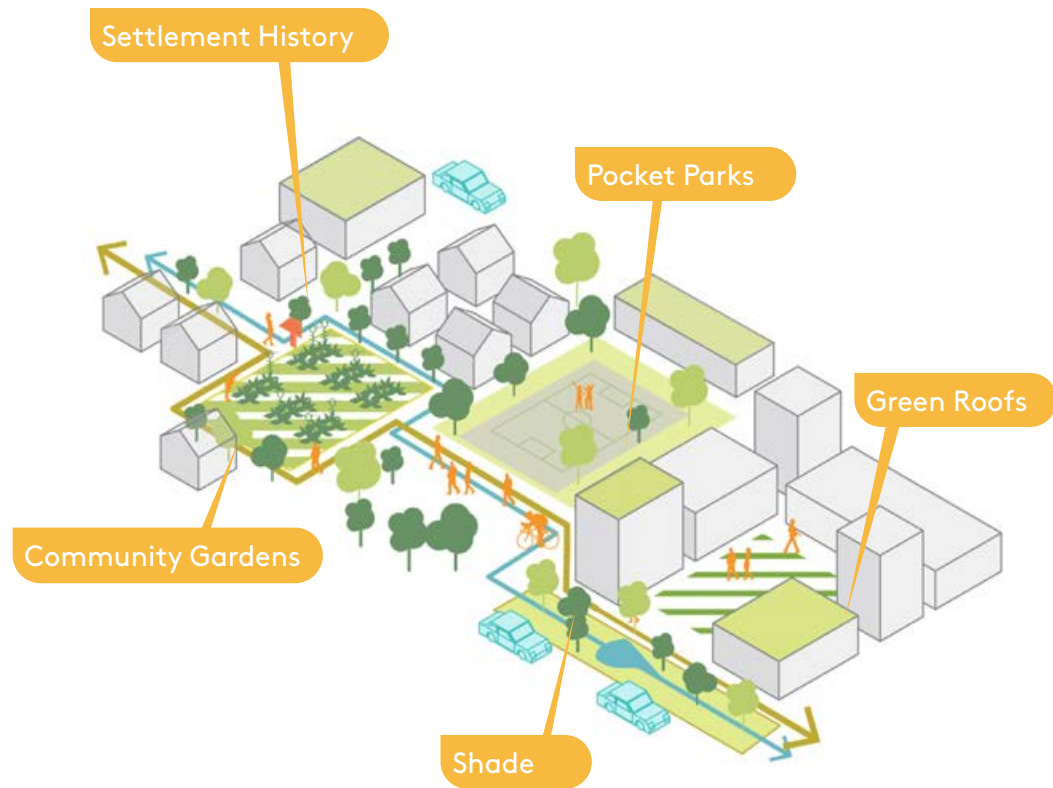 Settlement History
Pocket Parks
Green Roofs
Community Gardens
Shade